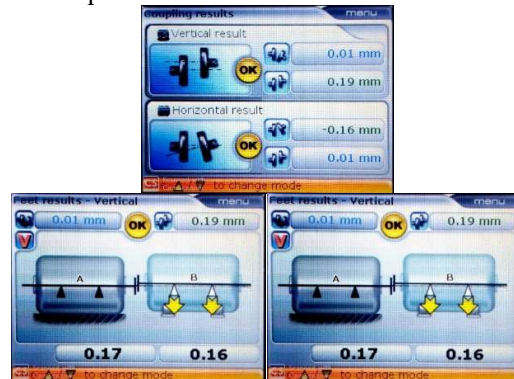 Coupling results menu
Vertical result
0.01 mm
OK
0.19 mm
Horizontal result
-0.16 mm
OK
0.01 mm
to change mode
Feet results - Vertical menu
0.01 mm OK 0.19 mm
V
A B
0.17 0.16
to change mode
Feet results - Vertical menu
0.01 mm OK 0.19 mm
V
A B
0.17 0.16
to change mode